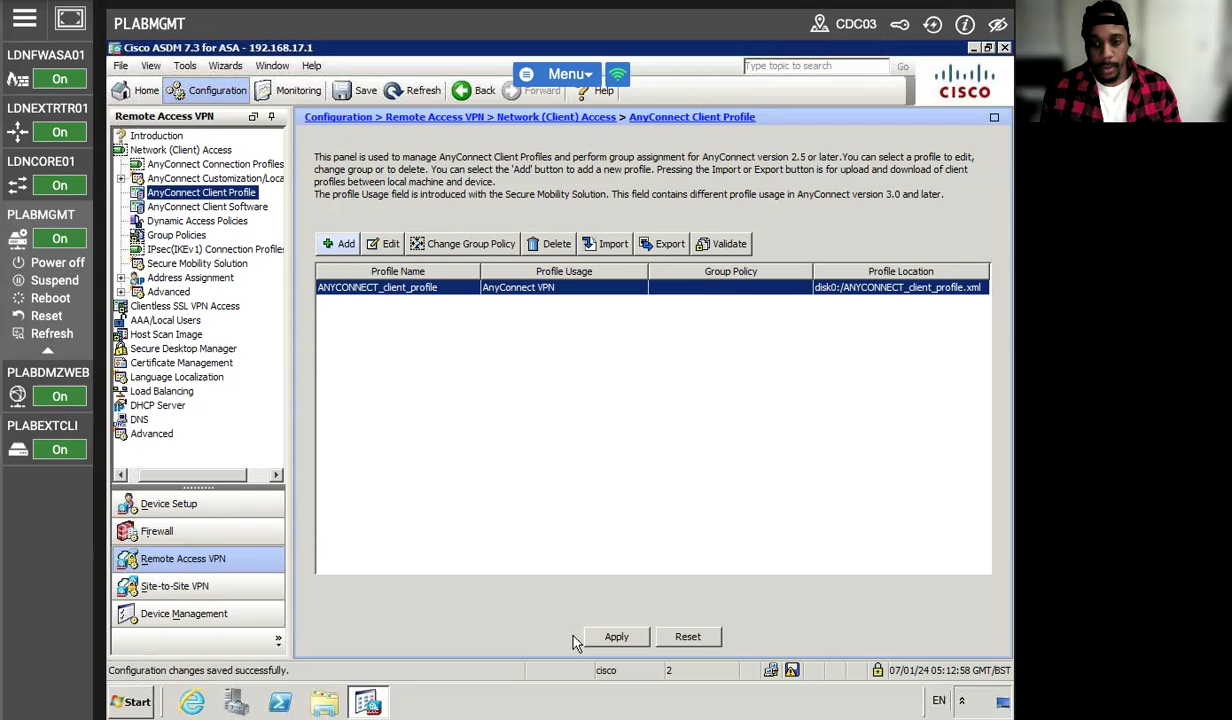 PLABMGMT
CDC03
LDNFWASA01
On
LDNEXTRTR01
On
LDNCORE01
On
PLABMGMT
On
Power off
Suspend
Reboot
Reset
Refresh
PLABDMZWEB
On
PLABEXTCLI
On
Cisco ASDM 7.3 for ASA - 192.168.17.1
File View Tools Wizards Window Help
Menu
Type topic to search
Go
Home Configuration Monitoring Save Refresh Back Forward Help
CISCO
Remote Access VPN
Introduction
Network (Client) Access
AnyConnect Connection Profiles
AnyConnect Customization/Loca
AnyConnect Client Profile
AnyConnect Client Software
Dynamic Access Policies
Group Policies
IPsec(IKEv1) Connection Profiles
Secure Mobility Solution
Address Assignment
Advanced
Clientless SSL VPN Access
AAA/Local Users
Host Scan Image
Secure Desktop Manager
Certificate Management
Language Localization
Load Balancing
DHCP Server
DNS
Advanced
Device Setup
Firewall
Remote Access VPN
Site-to-Site VPN
Device Management
»
Configuration > Remote Access VPN > Network (Client) Access > AnyConnect Client Profile
This panel is used to manage AnyConnect Client Profiles and perform group assignment for AnyConnect version 2.5 or later.You can select a profile to edit,
change group or to delete. You can select the 'Add' button to add a new profile. Pressing the Import or Export button is for upload and download of client
profiles between local machine and device.
The profile Usage field is introduced with the Secure Mobility Solution. This field contains different profile usage in AnyConnect version 3.0 and later.
Add Edit Change Group Policy Delete Import Export Validate
Profile Name Profile Usage Group Policy Profile Location
ANYCONNECT_client_profile AnyConnect VPN disk0:/ANYCONNECT_client_profile.xml
Apply Reset
Configuration changes saved successfully. cisco 2 07/01/24 05:12:58 GMT/BST
Start EN